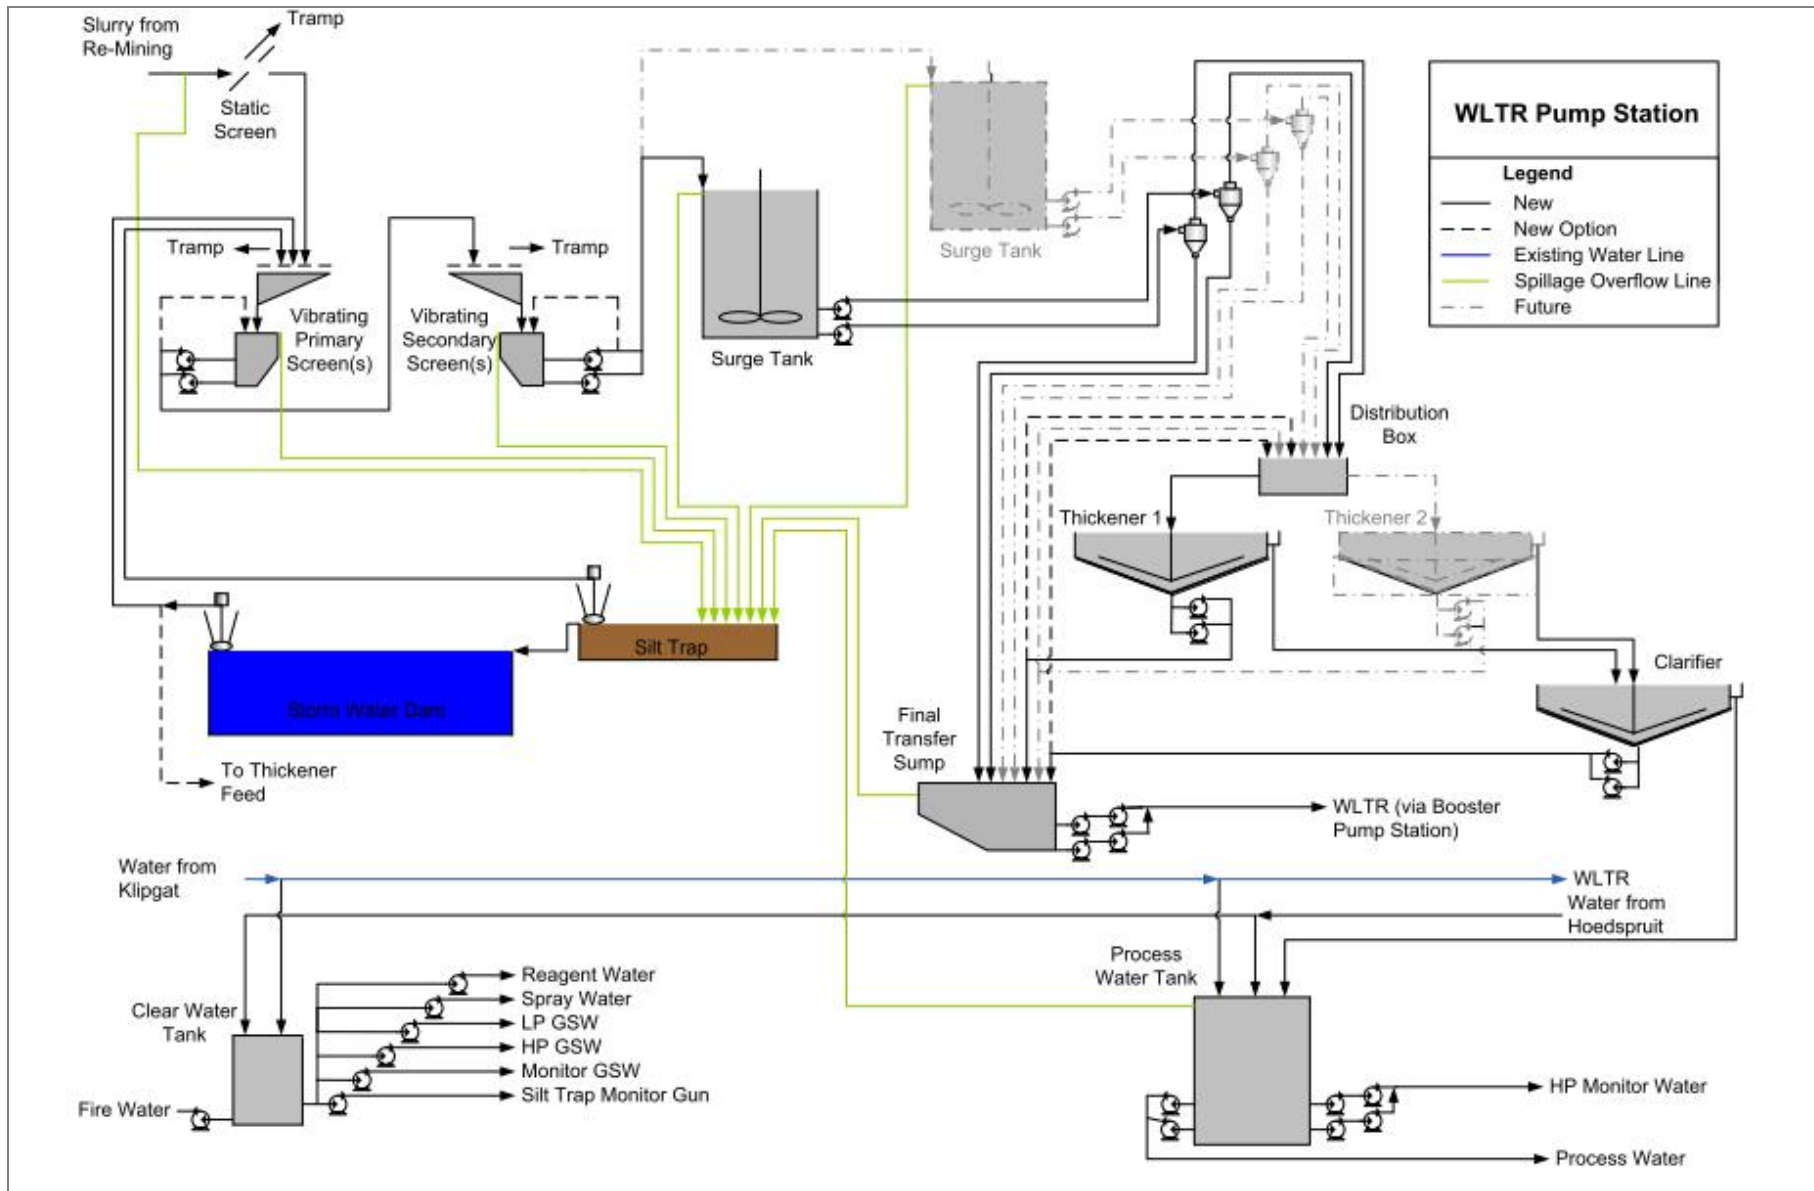 Slurry from
Re-Mining
Tramp
Static
Screen
Tramp
Tramp
Vibrating
Primary
Screen(s)
Vibrating
Secondary
Screen(s)
Surge Tank
Surge Tank
WLTR Pump Station
Legend
New
New Option
Existing Water Line
Spillage Overflow Line
Future
Distribution
Box
Thickener 1
Thickener 2
Clarifier
Silt Trap
Storm Water Dam
To Thickener
Feed
Final
Transfer
Sump
WLTR (via Booster
Pump Station)
Water from
Klipgat
WLTR
Water from
Hoedspruit
Process
Water Tank
Clear Water
Tank
Reagent Water
Spray Water
LP GSW
HP GSW
Monitor GSW
Silt Trap Monitor Gun
Fire Water
HP Monitor Water
Process Water